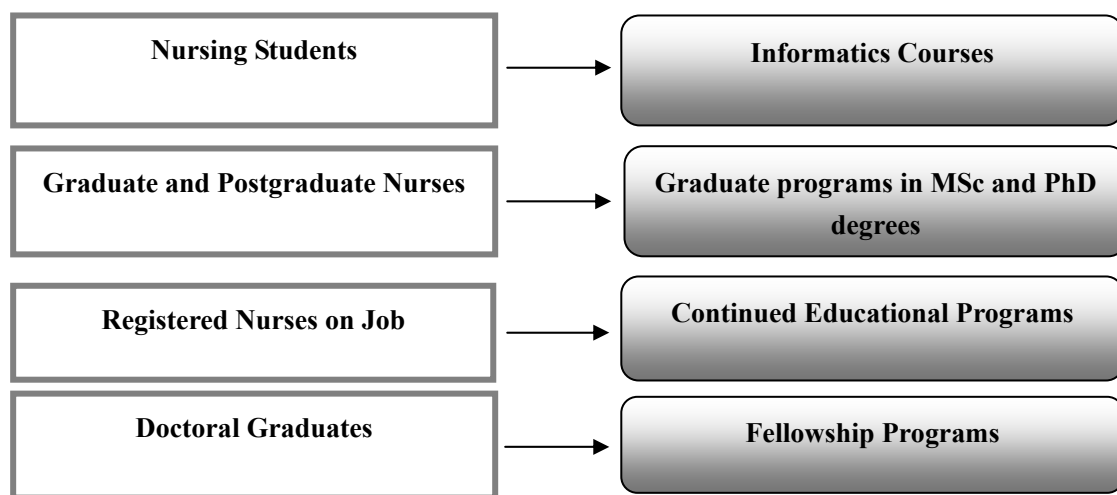 Nursing Students
Informatics Courses
Graduate and Postgraduate Nurses
Graduate programs in MSc and PhD
degrees
Registered Nurses on Job
Continued Educational Programs
Doctoral Graduates
Fellowship Programs